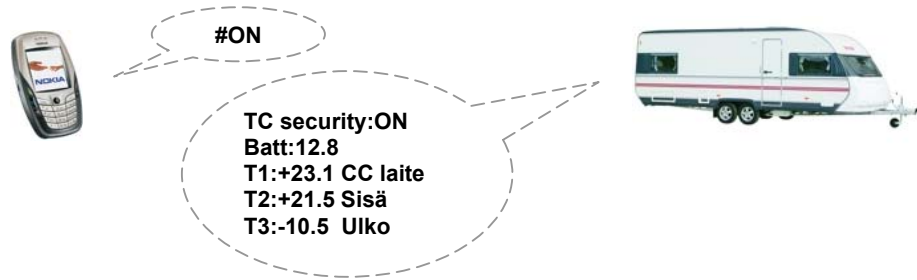 #ON
NOKIA
TC security:ON
Batt:12.8
T1:+23.1 CC laite
T2:+21.5 Sisä
T3:-10.5 Ulko